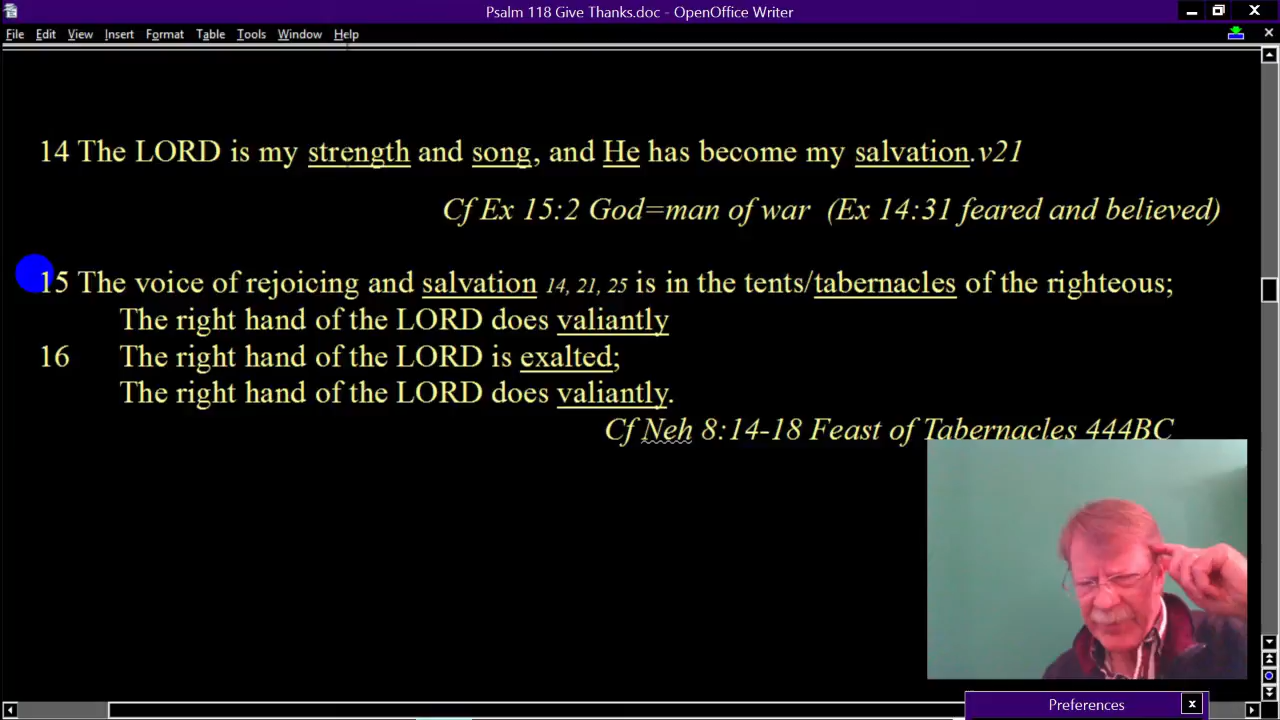 Psalm 118 Give Thanks.doc - OpenOffice Writer
File Edit View Insert Format Table Tools Window Help
14 The LORD is my strength and song, and He has become my salvation.v21
Cf Ex 15:2 God=man of war (Ex 14:31 feared and believed)
15 The voice of rejoicing and salvation 14, 21, 25 is in the tents/tabernacles of the righteous;
The right hand of the LORD does valiantly
16 The right hand of the LORD is exalted;
The right hand of the LORD does valiantly.
Cf Neh 8:14-18 Feast of Tabernacles 444BC
Preferences